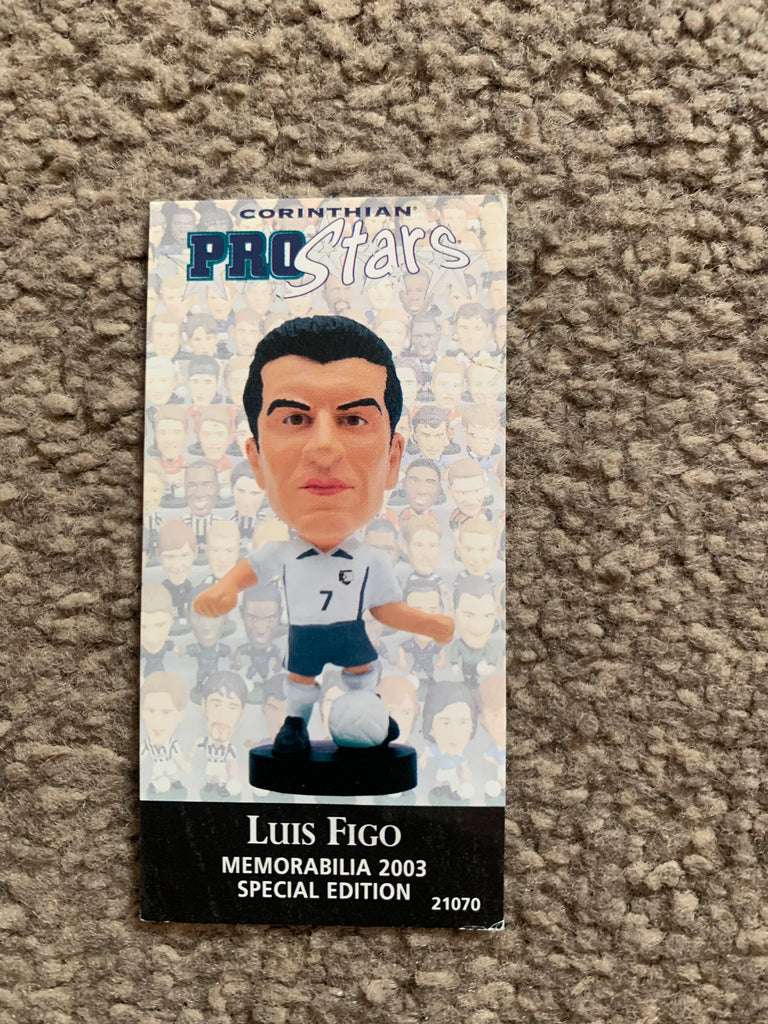 CORINTHIAN®
PRO Stars
7
LUIS FIGO
MEMORABILIA 2003
SPECIAL EDITION
21070